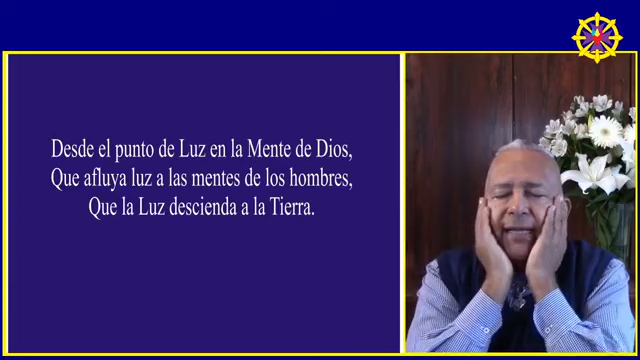 Desde el punto de Luz en la Mente de Dios,
Que afluya luz a las mentes de los hombres,
Que la Luz descienda a la Tierra.